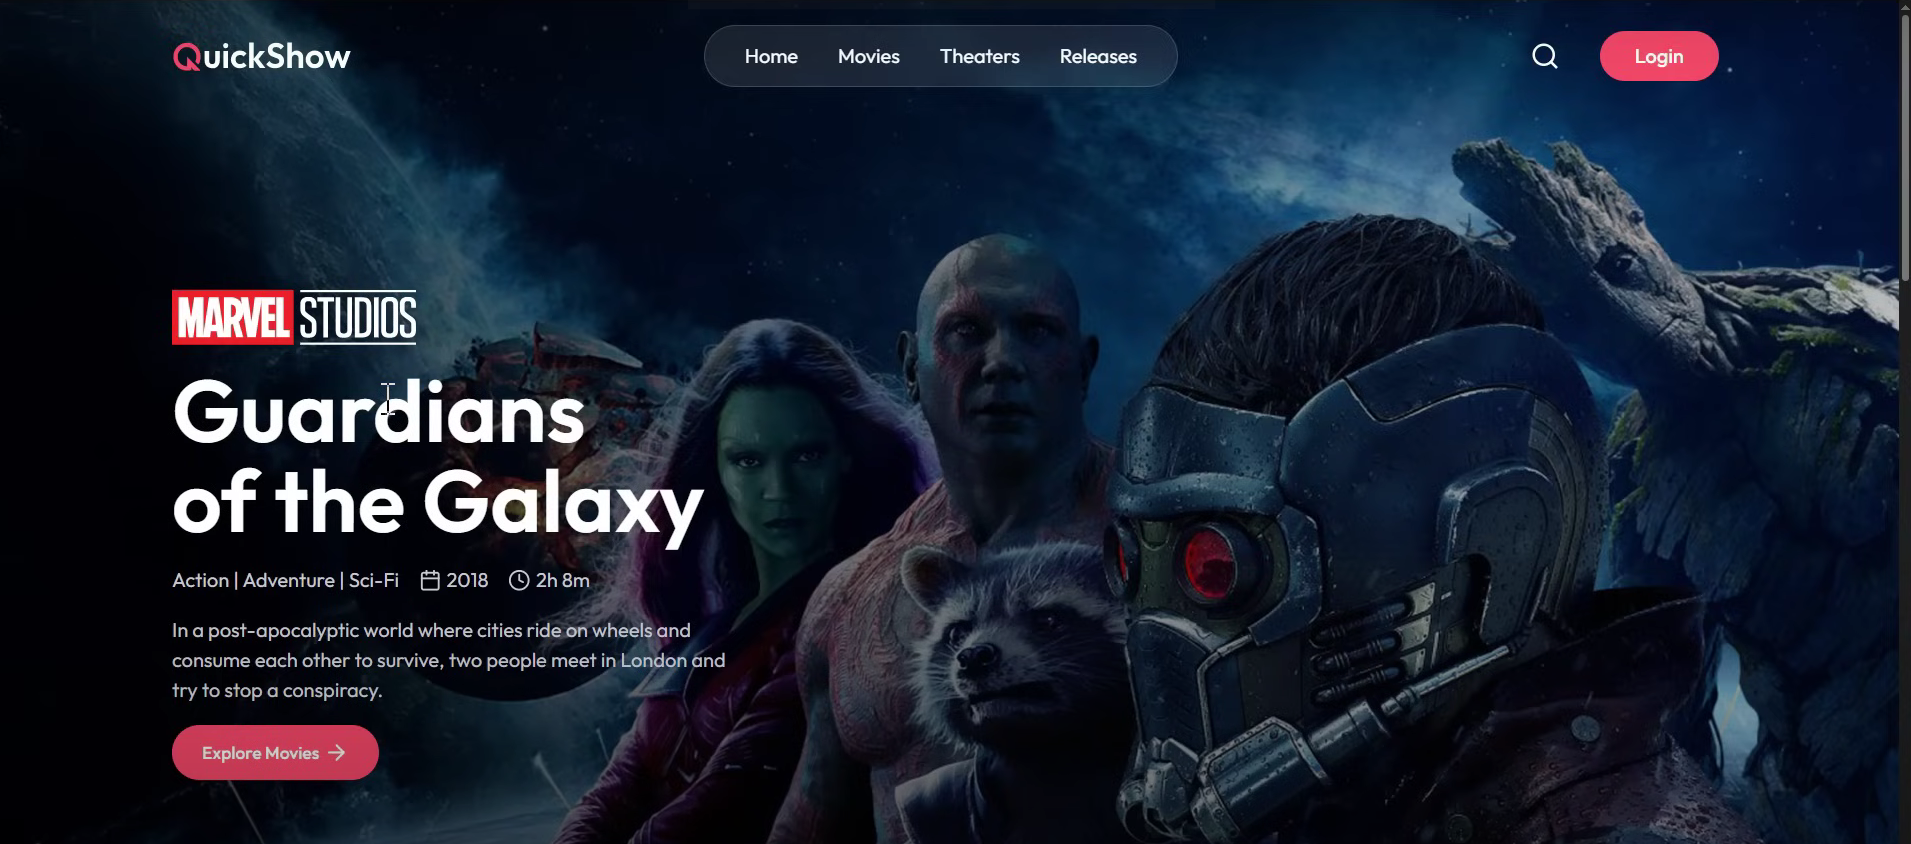 QuickShow
Home Movies Theaters Releases
Login
MARVEL STUDIOS
Guardians
of the Galaxy
Action | Adventure | Sci-Fi 2018 2h 8m
In a post-apocalyptic world where cities ride on wheels and
consume each other to survive, two people meet in London and
try to stop a conspiracy.
Explore Movies →